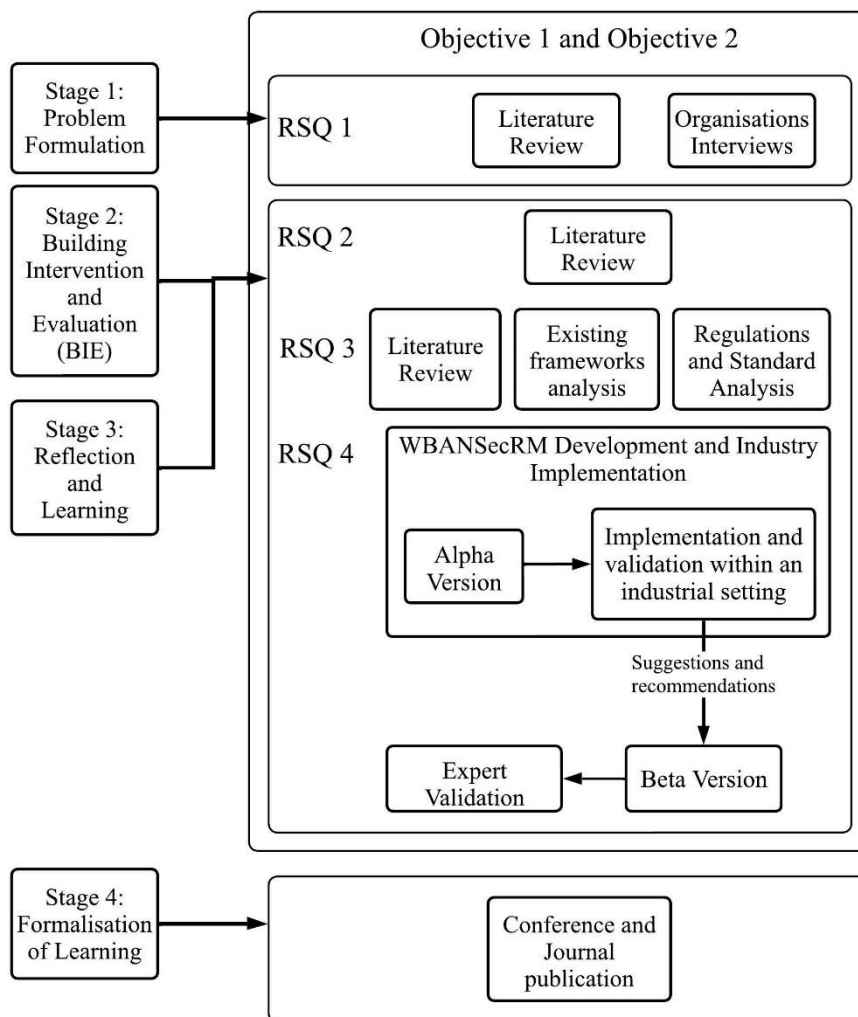 Objective 1 and Objective 2
Stage 1:
Problem
Formulation
RSQ 1
Literature
Review
Organisations
Interviews
Stage 2:
Building
Intervention
and
Evaluation
(BIE)
RSQ 2
Literature
Review
RSQ 3
Literature
Review
Existing
frameworks
analysis
Regulations
and Standard
Analysis
Stage 3:
Reflection
and
Learning
RSQ 4
WBANSecRM Development and Industry
Implementation
Alpha
Version
Implementation and
validation within an
industrial setting
Suggestions and
recommendations
Expert
Validation
Beta Version
Stage 4:
Formalisation
of Learning
Conference and
Journal
publication